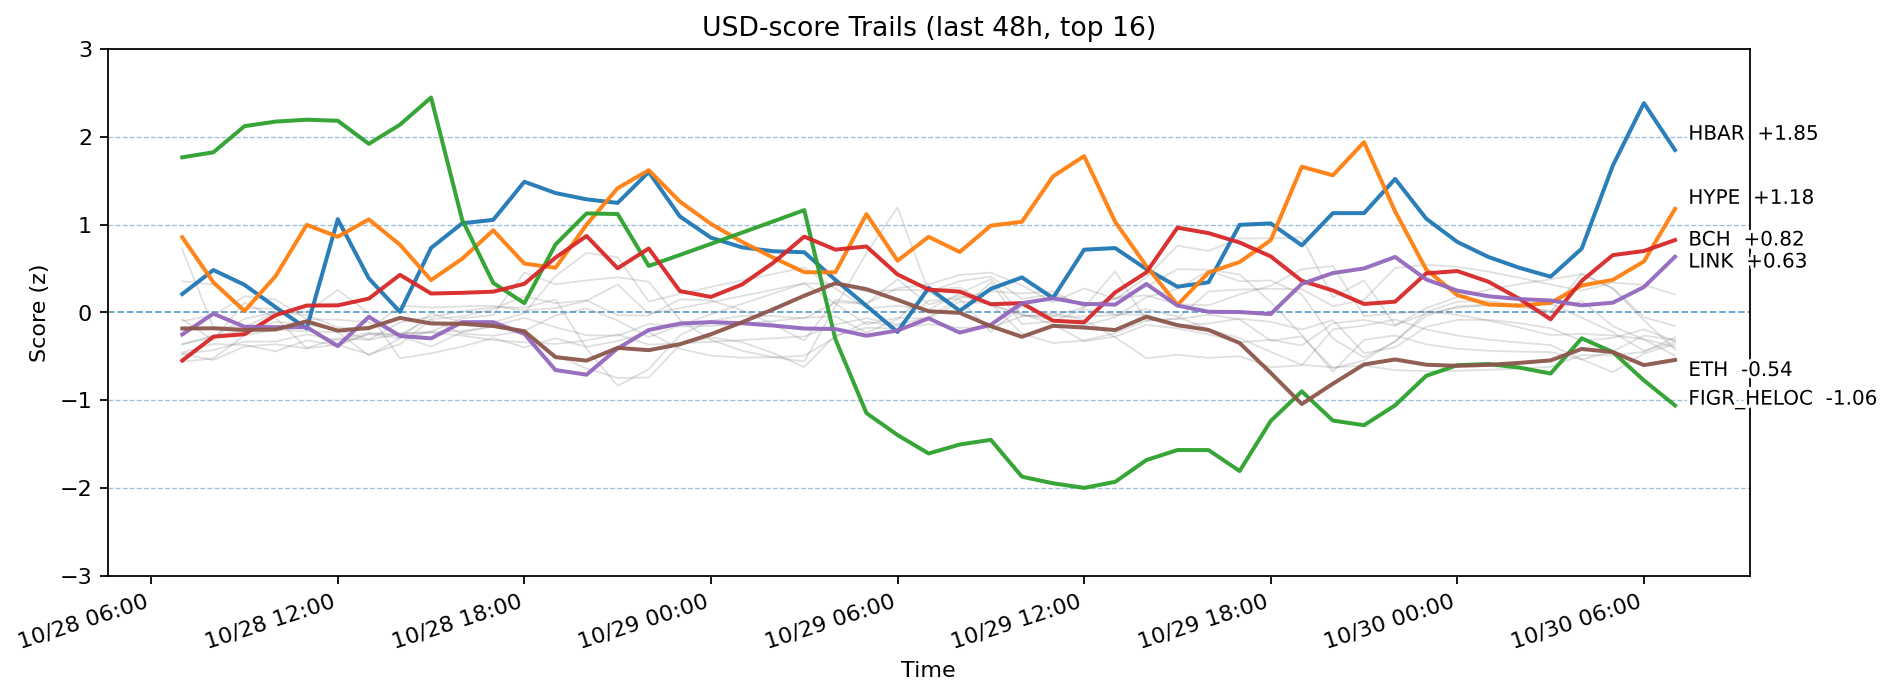 USD-score Trails (last 48h, top 16)
3
2
1
0
−1
−2
−3
Score (z)
HBAR +1.85
HYPE +1.18
BCH +0.82
LINK +0.63
ETH -0.54
FIGR_HELOC -1.06
10/28 06:00
10/28 12:00
10/28 18:00
10/29 00:00
10/29 06:00
10/29 12:00
10/29 18:00
10/30 00:00
10/30 06:00
Time